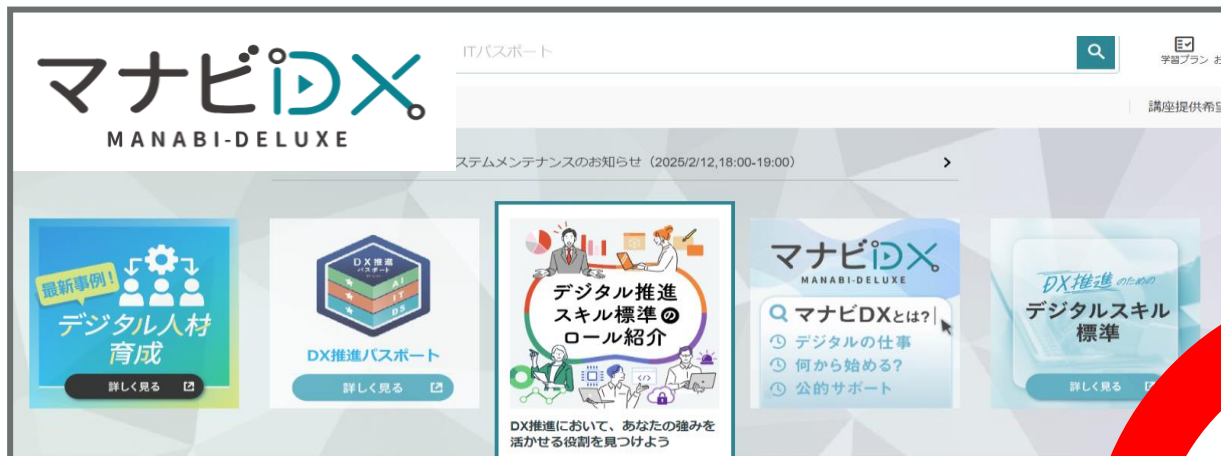 マナビDX
MANABI-DELUXE
ITパスポート
学習プラン お
講座提供希望
ステムメンテナンスのお知らせ（2025/2/12,18:00-19:00）
最新事例！
デジタル人材
育成
詳しく見る
DX推進
パスポート
AI
IT
DS
DX推進パスポート
詳しく見る
デジタル推進
スキル標準の
ロール紹介
DX推進において、あなたの強みを
活かせる役割を見つけよう
マナビDX
MANABI-DELUXE
マナビDXとは?
デジタルの仕事
何から始める?
公的サポート
DX推進のための
デジタルスキル
標準
詳しく見る